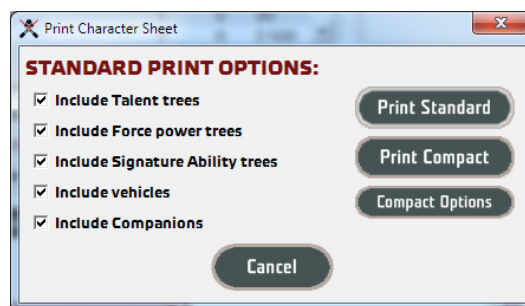 Print Character Sheet
STANDARD PRINT OPTIONS:
Include Talent trees
Include Force power trees
Include Signature Ability trees
Include vehicles
Include Companions
Print Standard
Print Compact
Compact Options
Cancel